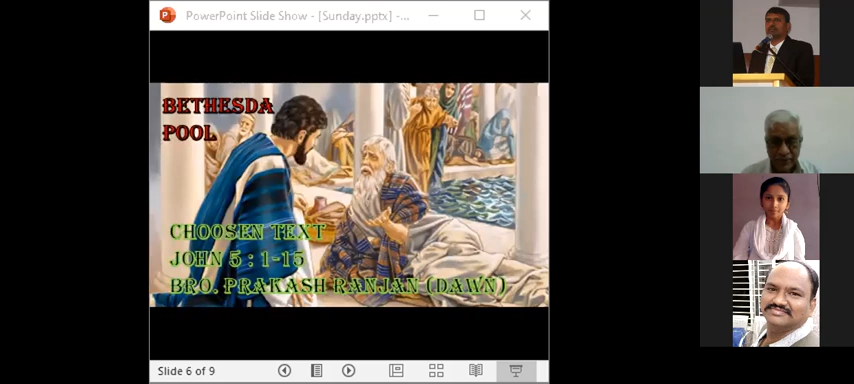 PowerPoint Slide Show - [Sunday.pptx] -...
BETHESDA
POOL
CHOOSEN TEXT
JOHN 5 : 1-15
BRO. PRAKASH RANJAN (DAWN)
Slide 6 of 9